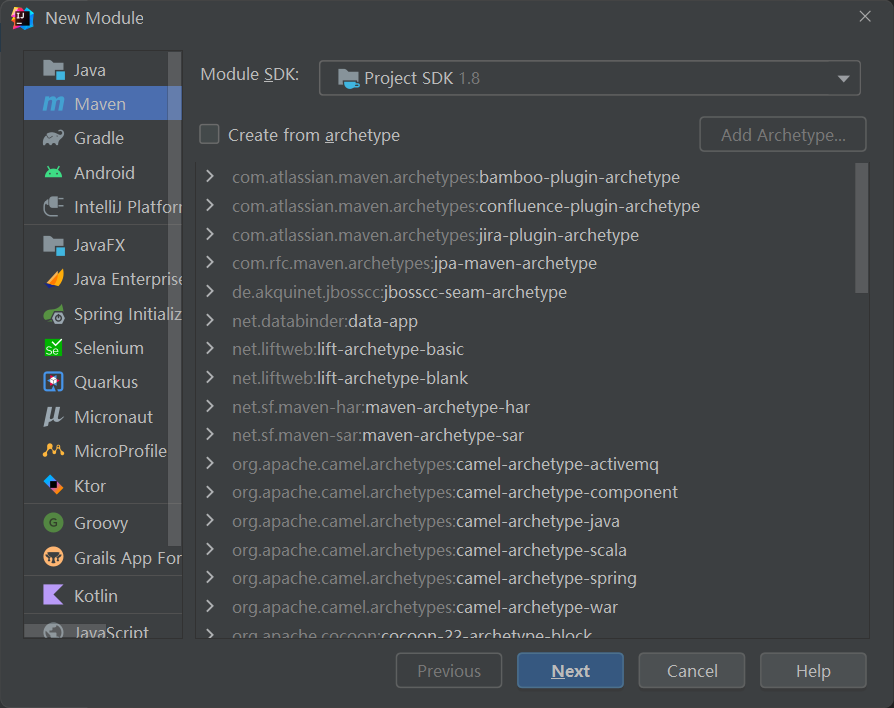 New Module
Java
Maven
Gradle
Android
IntelliJ Platforr
JavaFX
Java Enterprise
Spring Initializ
Selenium
Quarkus
Micronaut
MicroProfile
Ktor
Groovy
Grails App For
Kotlin
JavaScript
Module SDK:
Project SDK 1.8
Create from archetype
Add Archetype...
com.atlassian.maven.archetypes:bamboo-plugin-archetype
com.atlassian.maven.archetypes:confluence-plugin-archetype
com.atlassian.maven.archetypes:jira-plugin-archetype
com.rfc.maven.archetypes:jpa-maven-archetype
de.akquinet.jbosscc:jbosscc-seam-archetype
net.databinder:data-app
net.liftweb:lift-archetype-basic
net.liftweb:lift-archetype-blank
net.sf.maven-har:maven-archetype-har
net.sf.maven-sar:maven-archetype-sar
org.apache.camel.archetypes:camel-archetype-activemq
org.apache.camel.archetypes:camel-archetype-component
org.apache.camel.archetypes:camel-archetype-java
org.apache.camel.archetypes:camel-archetype-scala
org.apache.camel.archetypes:camel-archetype-spring
org.apache.camel.archetypes:camel-archetype-war
org.apache.cocoon:cocoon-22-archetype-block
Previous
Next
Cancel
Help